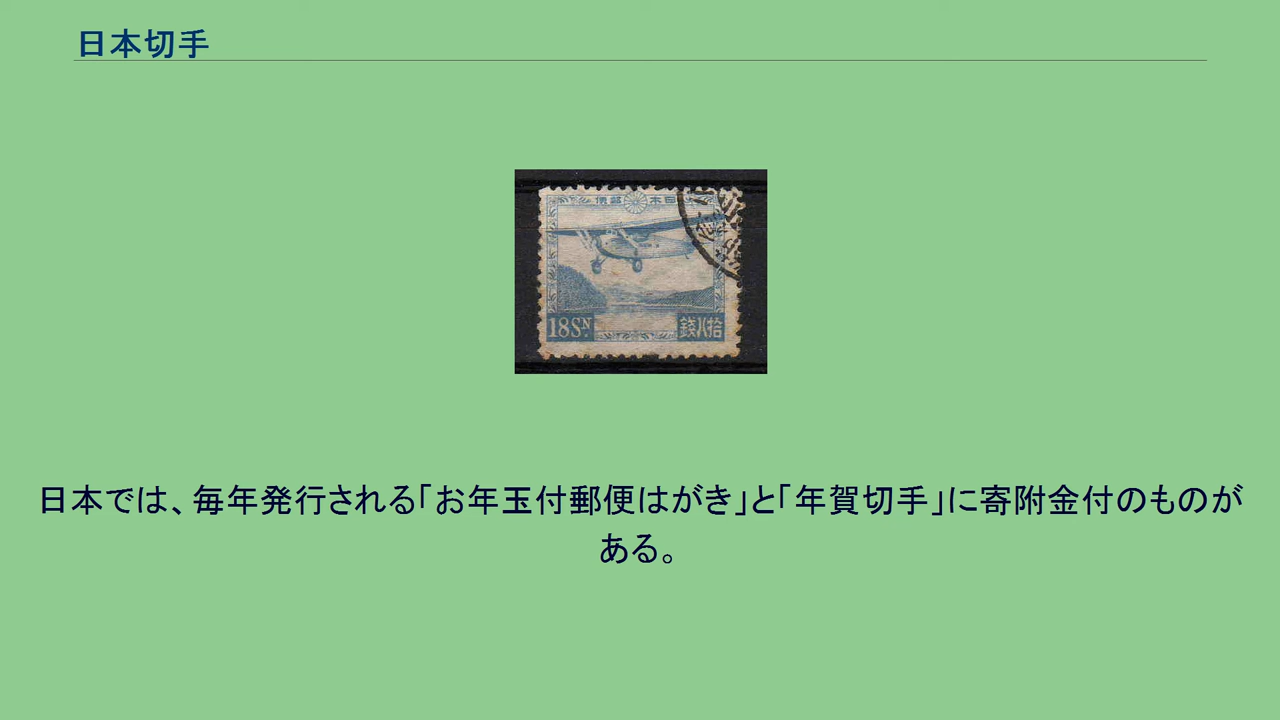 日本切手
便郵 木日
18SN
錢八拾
日本では、毎年発行される｢お年玉付郵便はがき｣と｢年賀切手｣に寄附金付のものが
ある。